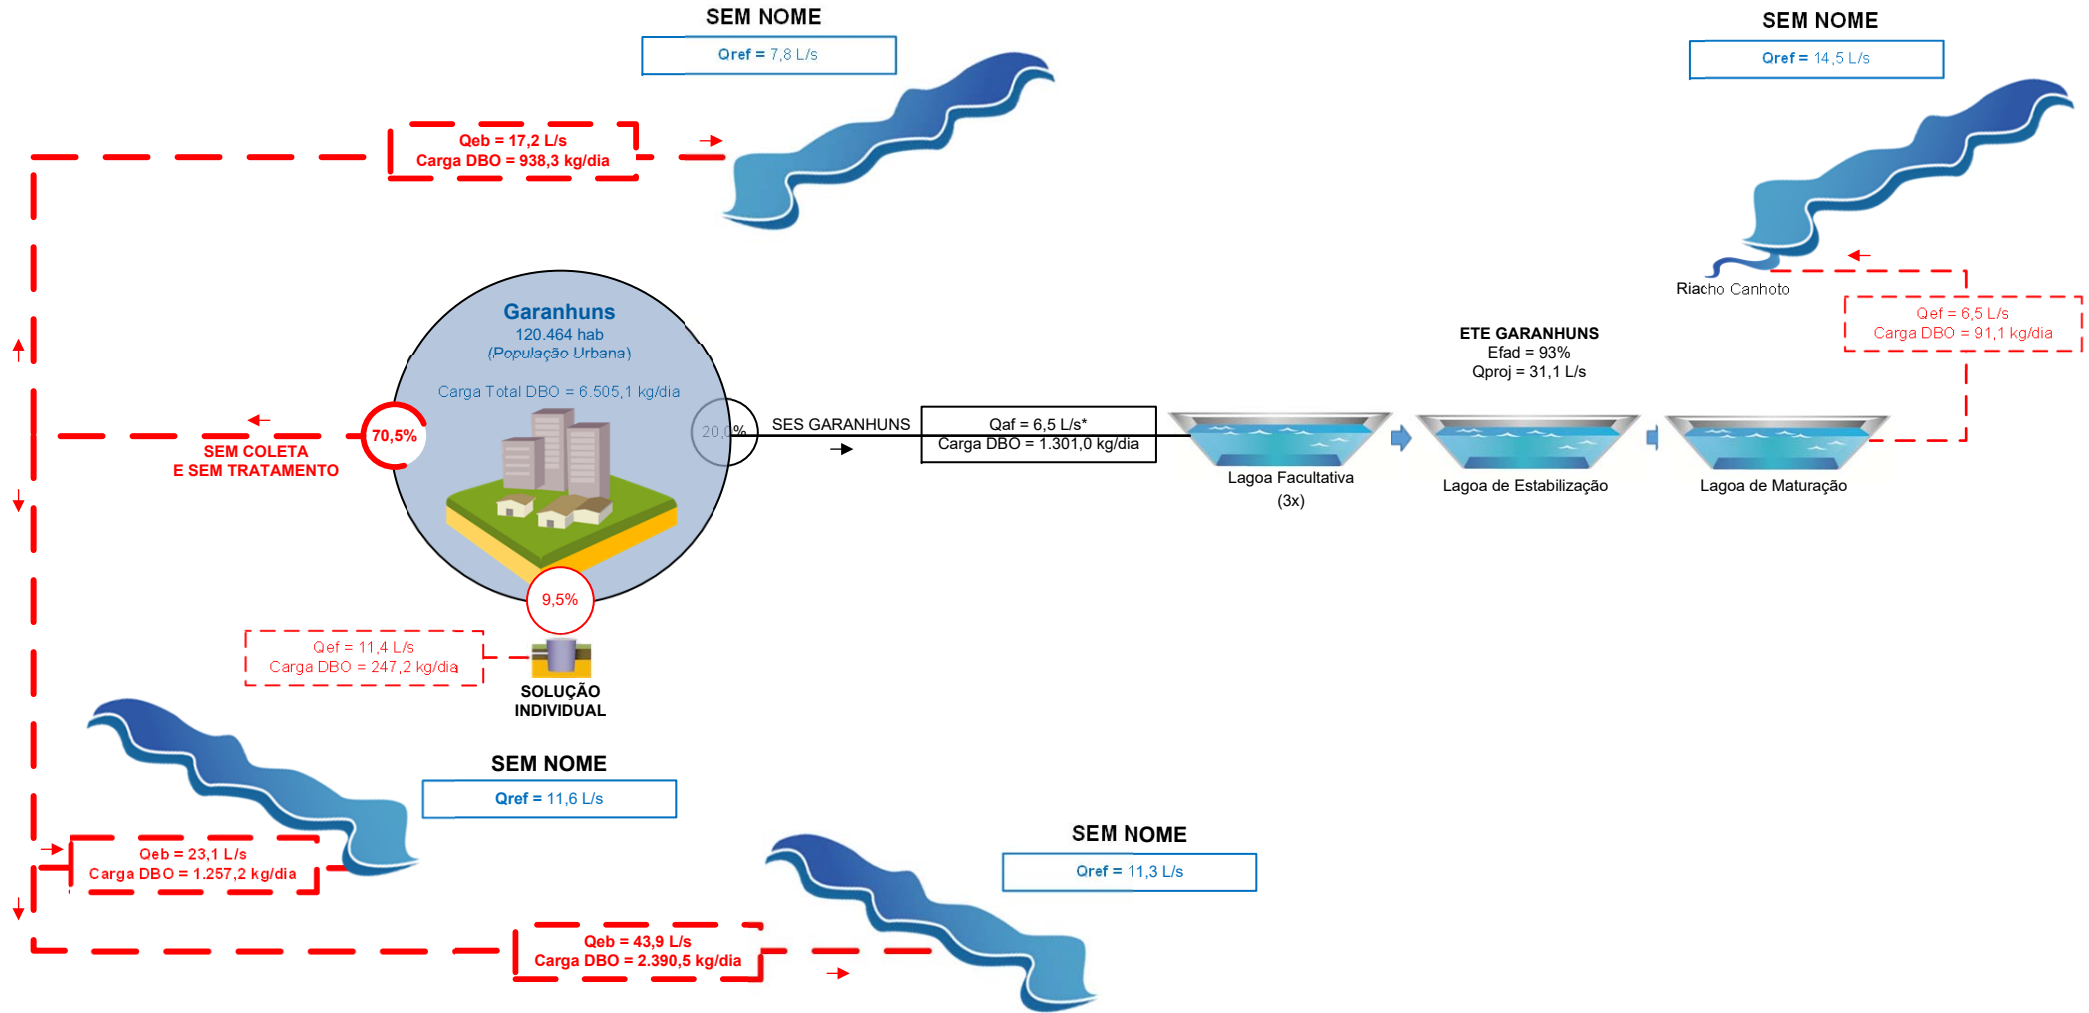 SEM NOME
Qref = 7,8 L/s
SEM NOME
Qref = 14,5 L/s
Qeb = 17,2 L/s
Carga DBO = 938,3 kg/dia
Riacho Canhoto
Qef = 6,5 L/s
Carga DBO = 91,1 kg/dia
Garanhuns
120.464 hab
(População Urbana)
Carga Total DBO = 6.505,1 kg/dia
70,5%
SEM COLETA
E SEM TRATAMENTO
20,0%
SES GARANHUNS
Qaf = 6,5 L/s*
Carga DBO = 1.301,0 kg/dia
ETE GARANHUNS
Efad = 93%
Qproj = 31,1 L/s
Lagoa Facultativa
(3x)
Lagoa de Estabilização
Lagoa de Maturação
9,5%
Qef = 11,4 L/s
Carga DBO = 247,2 kg/dia
SOLUÇÃO
INDIVIDUAL
SEM NOME
Qref = 11,6 L/s
Qeb = 23,1 L/s
Carga DBO = 1.257,2 kg/dia
SEM NOME
Qref = 11,3 L/s
Qeb = 43,9 L/s
Carga DBO = 2.390,5 kg/dia